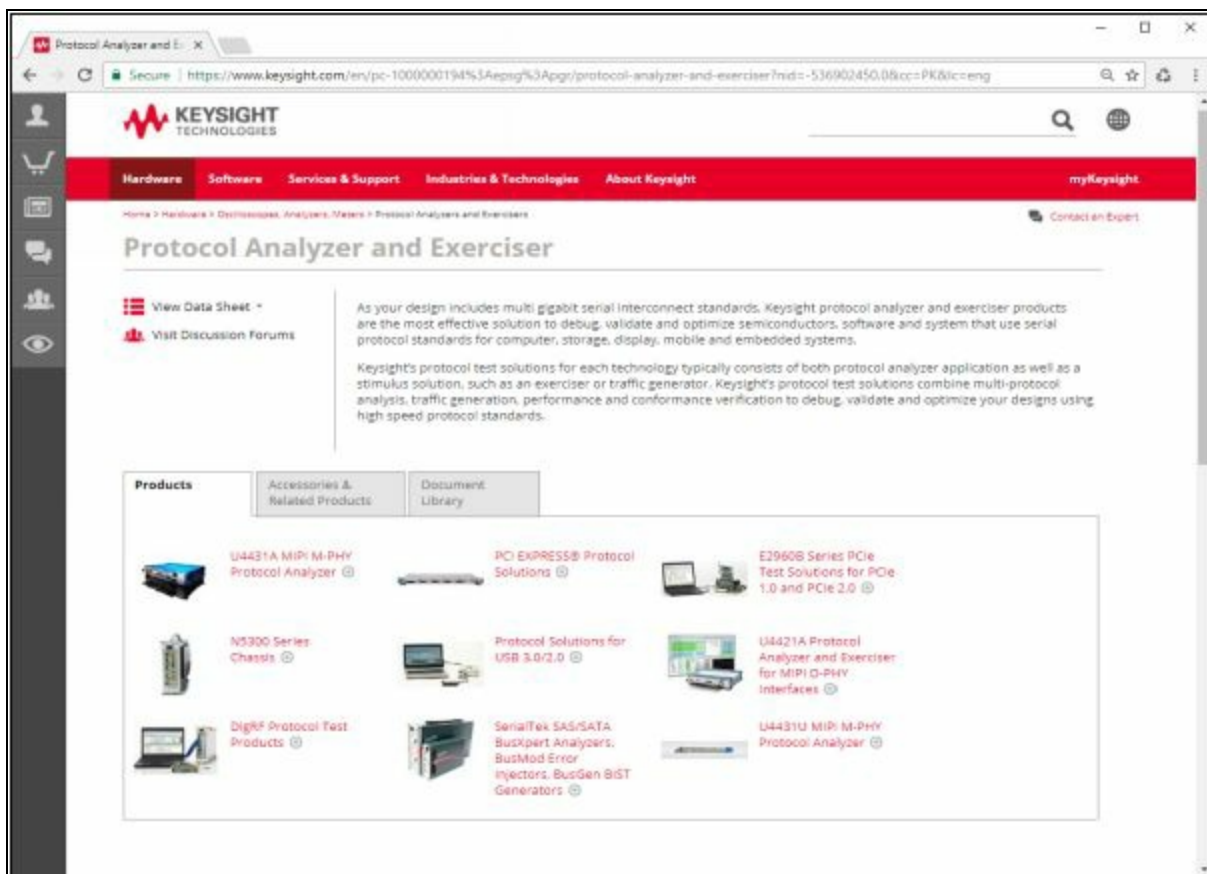 Protocol Analyzer and E
Secure | https://www.keysight.com/en/pc-1000000194%3Aepsg%3Apgr/protocol-analyzer-and-exerciser?nid=-536902450.0&cc=PK&lc=eng
KEYSIGHT
TECHNOLOGIES
Hardware Software Services & Support Industries & Technologies About Keysight myKeysight
Home > Hardware > Oscilloscopes, Analyzers, Meters > Protocol Analyzers and Exercisers
Contact an Expert
Protocol Analyzer and Exerciser
View Data Sheet
Visit Discussion Forums
As your design includes multi gigabit serial interconnect standards, Keysight protocol analyzer and exerciser products
are the most effective solution to debug, validate and optimize semiconductors, software and system that use serial
protocol standards for computer, storage, display, mobile and embedded systems.
Keysight's protocol test solutions for each technology typically consists of both protocol analyzer application as well as a
stimulus solution, such as an exerciser or traffic generator. Keysight's protocol test solutions combine multi-protocol
analysis, traffic generation, performance and conformance verification to debug, validate and optimize your designs using
high speed protocol standards.
Products
Accessories &
Related Products
Document
Library
U4431A MIPI M-PHY
Protocol Analyzer
PCI EXPRESS® Protocol
Solutions
E2960B Series PCIe
Test Solutions for PCIe
1.0 and PCIe 2.0
N5300 Series
Chassis
Protocol Solutions for
USB 3.0/2.0
U4421A Protocol
Analyzer and Exerciser
for MIPI D-PHY
Interfaces
DigRF Protocol Test
Products
SerialTek SAS/SATA
BusXpert Analyzers,
BusMod Error
Injectors, BusGen BIST
Generators
U4431U MIPI M-PHY
Protocol Analyzer